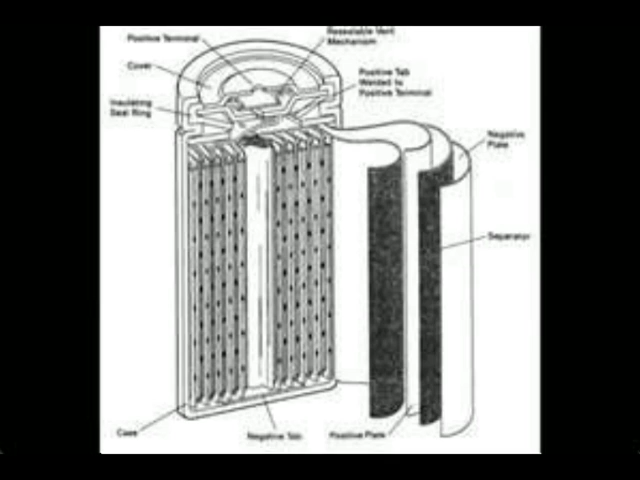 Positive Terminal
Resealable Vent
Mechanism
Cover
Positive Tab
Welded to
Positive Terminal
Insulating
Seal Ring
Negative
Plate
Separator
Case
Negative Tab
Positive Plate